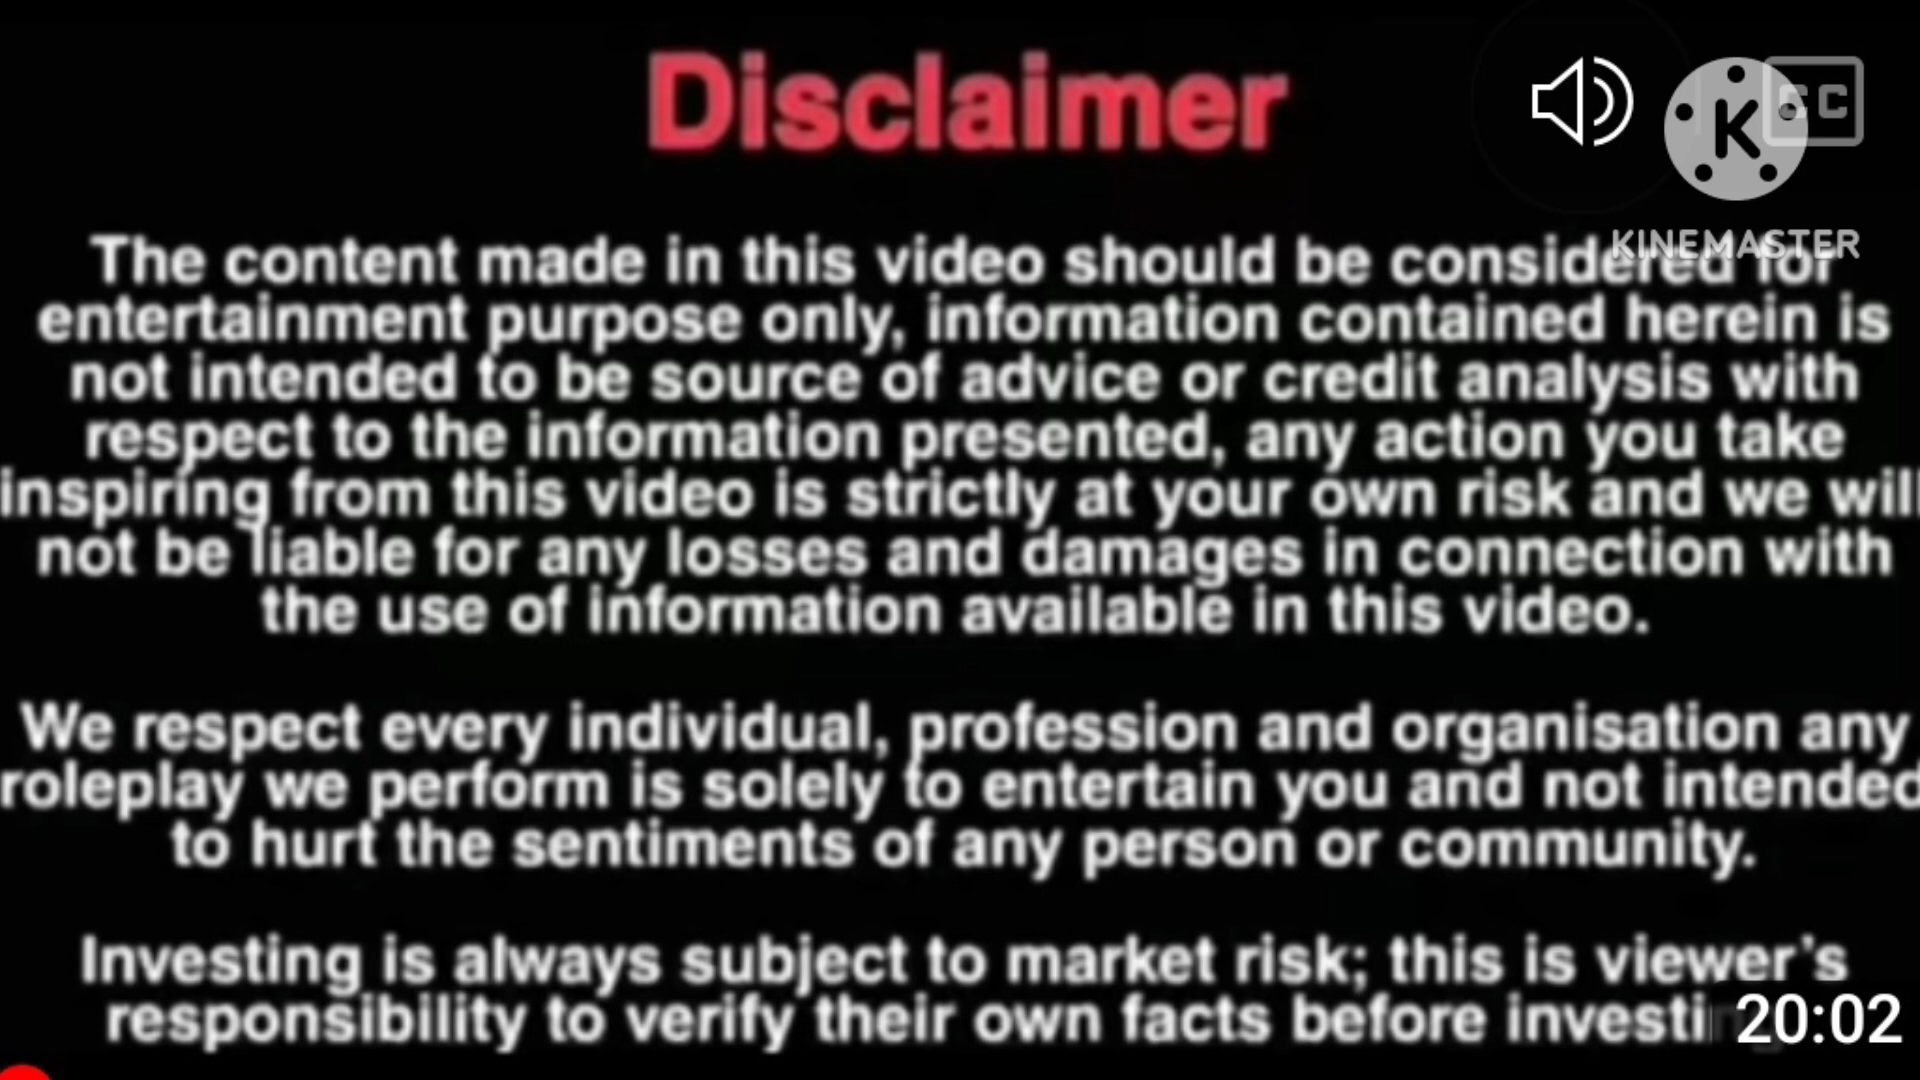 Disclaimer
CC
K
KINEMASTER
The content made in this video should be considered for
entertainment purpose only, information contained herein is
not intended to be source of advice or credit analysis with
respect to the information presented, any action you take
inspiring from this video is strictly at your own risk and we will
not be liable for any losses and damages in connection with
the use of information available in this video.
We respect every individual, profession and organisation any
roleplay we perform is solely to entertain you and not intended
to hurt the sentiments of any person or community.
Investing is always subject to market risk; this is viewer's
responsibility to verify their own facts before investing
20:02